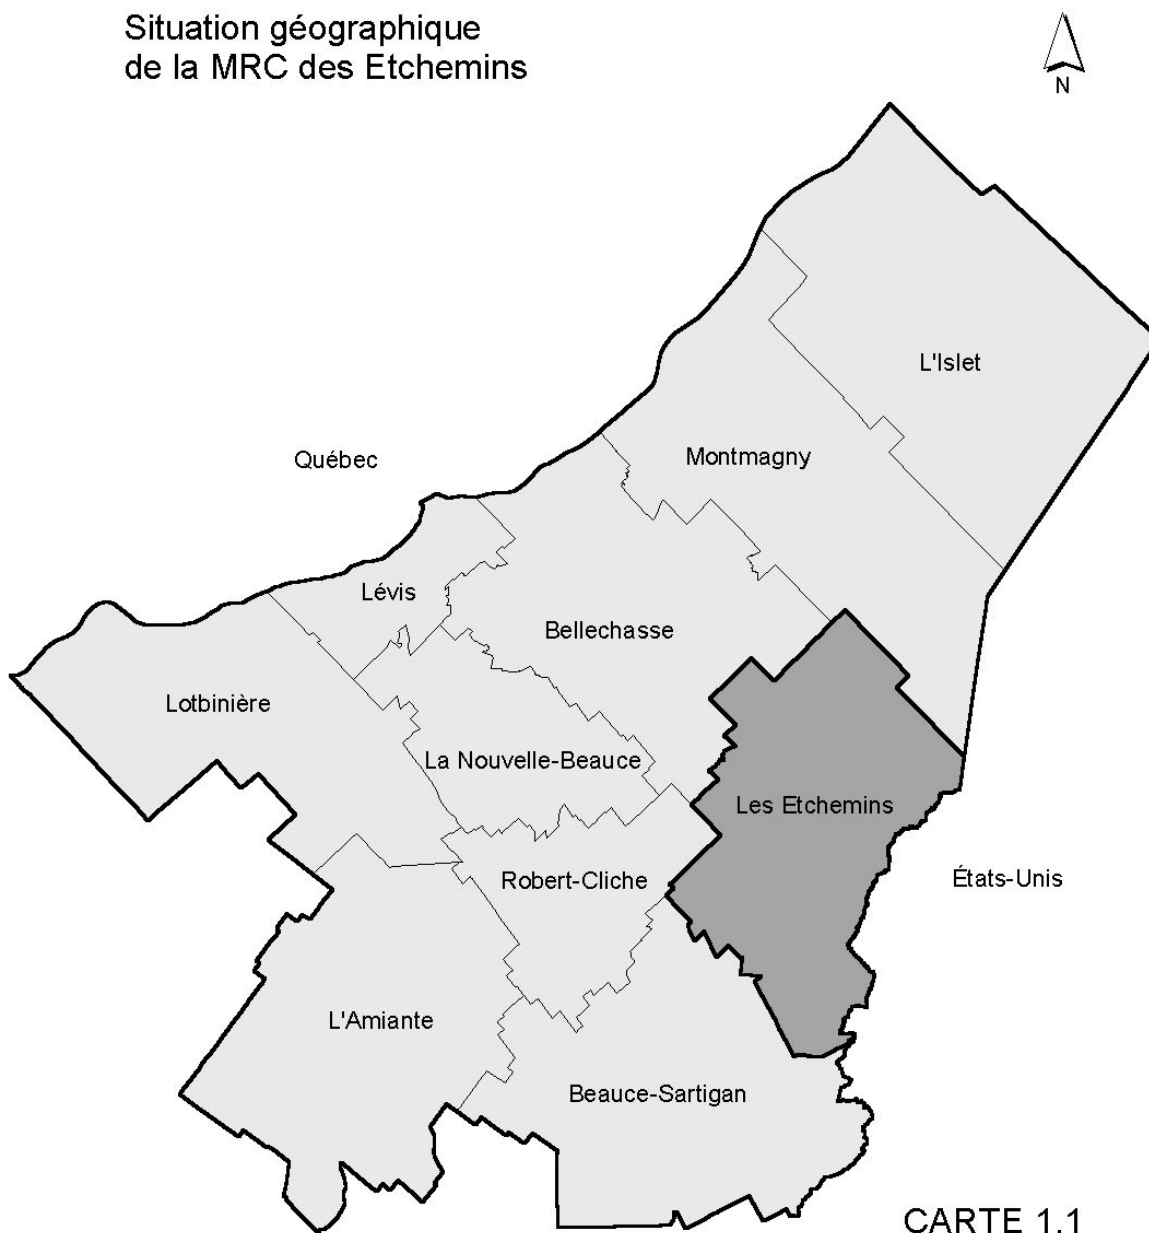 Situation géographique
de la MRC des Etchemins
N
L'Islet
Montmagny
Québec
Lévis
Bellechasse
Lotbinière
La Nouvelle-Beauce
Les Etchemins
Robert-Cliche
États-Unis
L'Amiante
Beauce-Sartigan
CARTE 1.1